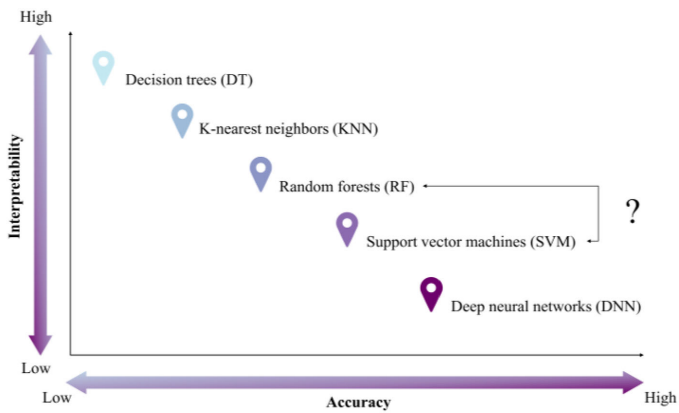 High
Decision trees (DT)
K-nearest neighbors (KNN)
Interpretability
Random forests (RF)
?
Support vector machines (SVM)
Deep neural networks (DNN)
Low
Low
Accuracy
High